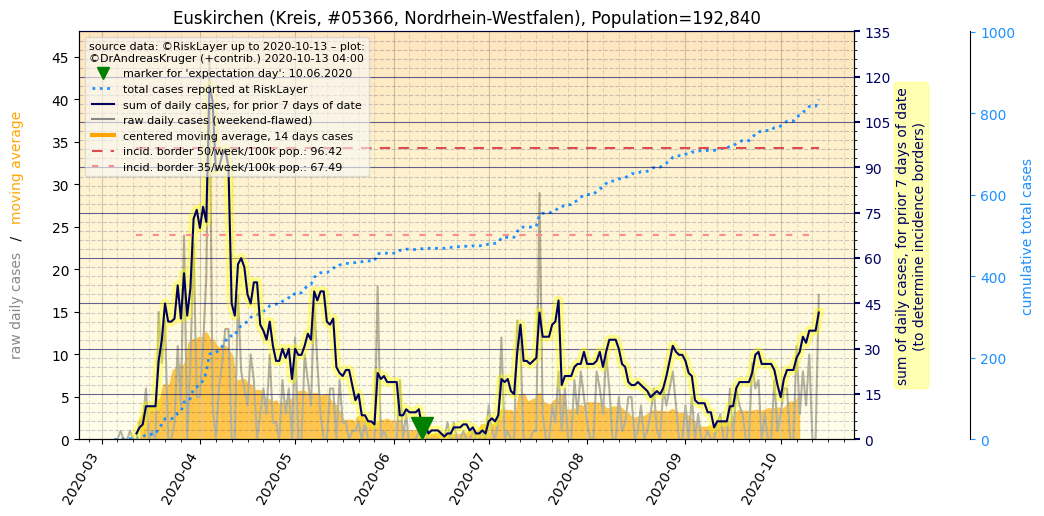 Euskirchen (Kreis, #05366, Nordrhein-Westfalen), Population=192,840
source data: ©RiskLayer up to 2020-10-13 – plot:
©DrAndreasKruger (+contrib.) 2020-10-13 04:00
marker for 'expectation day': 10.06.2020
total cases reported at RiskLayer
sum of daily cases, for prior 7 days of date
raw daily cases (weekend-flawed)
centered moving average, 14 days cases
incid. border 50/week/100k pop.: 96.42
incid. border 35/week/100k pop.: 67.49
raw daily cases / moving average
45
40
35
30
25
20
15
10
5
0
2020-03
2020-04
2020-05
2020-06
2020-07
2020-08
2020-09
2020-10
135
120
105
90
75
60
45
30
15
0
sum of daily cases, for prior 7 days of date
(to determine incidence borders)
1000
800
600
400
200
0
cumulative total cases